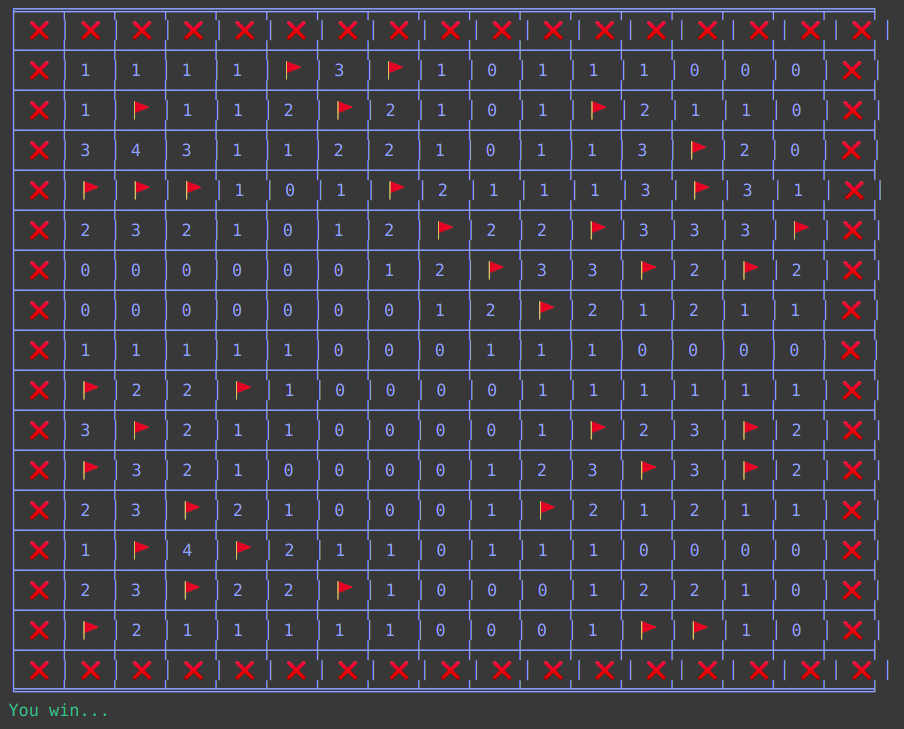 ❌ ❌ ❌ ❌ ❌ ❌ ❌ ❌ ❌ ❌ ❌ ❌ ❌ ❌ ❌ ❌ ❌
❌ 1 1 1 1 🚩 3 🚩 1 0 1 1 1 0 0 0 ❌
❌ 1 🚩 1 1 2 🚩 2 1 0 1 🚩 2 1 1 0 ❌
❌ 3 4 3 1 1 2 2 1 0 1 1 3 🚩 2 0 ❌
❌ 🚩 🚩 🚩 1 0 1 🚩 2 1 1 1 3 🚩 3 1 ❌
❌ 2 3 2 1 0 1 2 🚩 2 2 🚩 3 3 3 🚩 ❌
❌ 0 0 0 0 0 0 1 2 🚩 3 3 🚩 2 🚩 2 ❌
❌ 0 0 0 0 0 0 0 1 2 🚩 2 1 2 1 1 ❌
❌ 1 1 1 1 1 0 0 0 1 1 1 0 0 0 0 ❌
❌ 🚩 2 2 🚩 1 0 0 0 0 1 1 1 1 1 1 ❌
❌ 3 🚩 2 1 1 0 0 0 0 1 🚩 2 3 🚩 2 ❌
❌ 🚩 3 2 1 0 0 0 0 1 2 3 🚩 3 🚩 2 ❌
❌ 2 3 🚩 2 1 0 0 0 1 🚩 2 1 2 1 1 ❌
❌ 1 🚩 4 🚩 2 1 1 0 1 1 1 0 0 0 0 ❌
❌ 2 3 🚩 2 2 🚩 1 0 0 0 1 2 2 1 0 ❌
❌ 🚩 2 1 1 1 1 1 0 0 0 1 🚩 🚩 1 0 ❌
❌ ❌ ❌ ❌ ❌ ❌ ❌ ❌ ❌ ❌ ❌ ❌ ❌ ❌ ❌ ❌ ❌
You win...